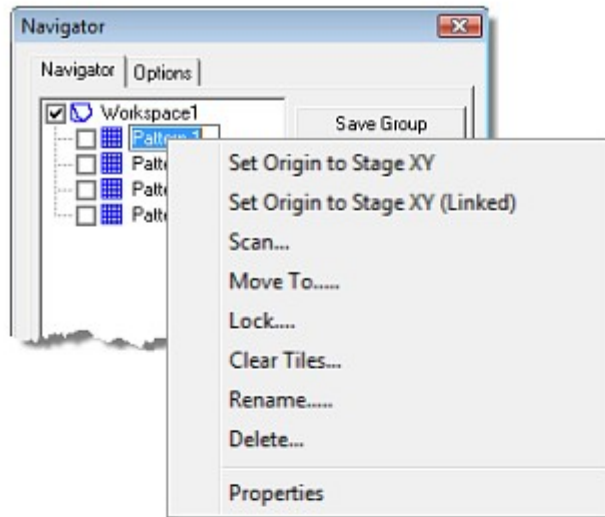 Navigator
Navigator Options
Workspace1
Save Group
Pattern 1
Set Origin to Stage XY
Set Origin to Stage XY (Linked)
Scan...
Move To.....
Lock....
Clear Tiles...
Rename.....
Delete...
Properties